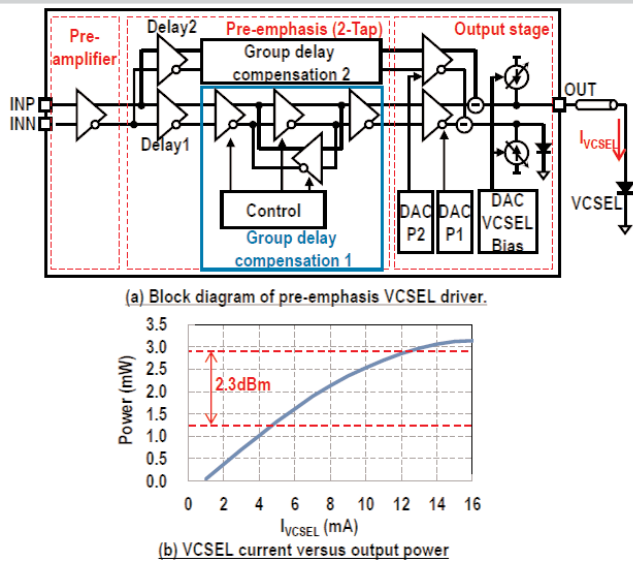 Pre-
amplifier
Delay2
Pre-emphasis (2-Tap)
Output stage
Group delay
compensation 2
INP
INN
Delay1
OUT
I VCSEL
VCSEL
Control
Group delay
compensation 1
DAC
P2
DAC
P1
DAC
VCSEL
Bias
(a) Block diagram of pre-emphasis VCSEL driver.
3.5
3.0
2.5
2.0
1.5
1.0
0.5
0.0
Power (mW)
2.3dBm
0 2 4 6 8 10 12 14 16
I VCSEL (mA)
(b) VCSEL current versus output power